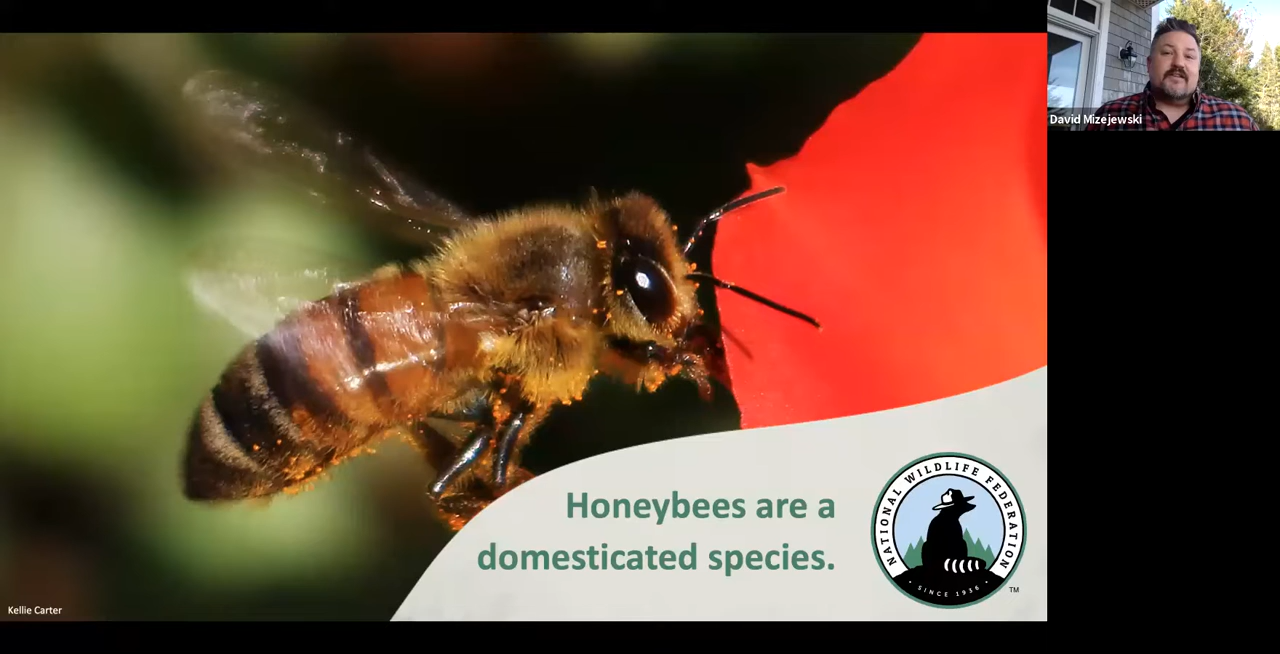 David Mizejewski
Honeybees are a
domesticated species.
NATIONAL WILDLIFE FEDERATION
• SINCE 1936 •
TM
Kellie Carter